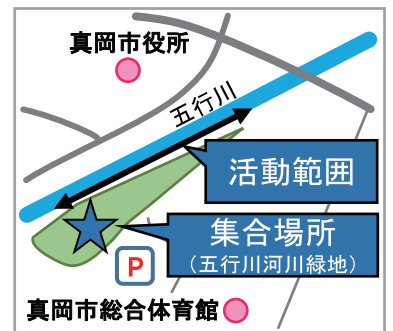 真岡市役所
五行川
活動範囲
集合場所
（五行川河川緑地）
P
真岡市総合体育館